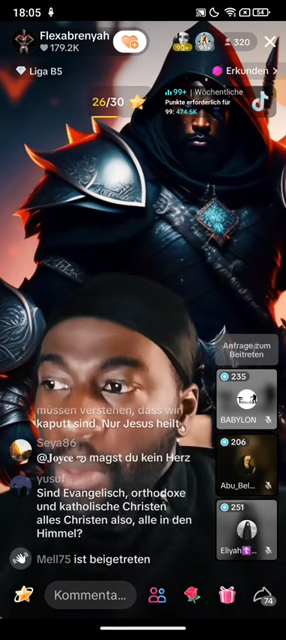 18:05
54
Flexabrenyah
179.2K
90+
90+
320
Liga B5
Erkunden
26/30
99+ | Wöchentliche
Punkte erforderlich für
99: 474.5K
Anfrage zum
Beitreten
müssen verstehen, dass wir
kaputt sind. Nur Jesus heilt
235
BABYLON
Seya86
@Joyce magst du kein Herz
206
Abu_Bel...
yusuf
Sind Evangelisch, orthodoxe
und katholische Christen
alles Christen also, alle in den
Himmel?
251
Eliyah
Mell75 ist beigetreten
Kommenta...
74